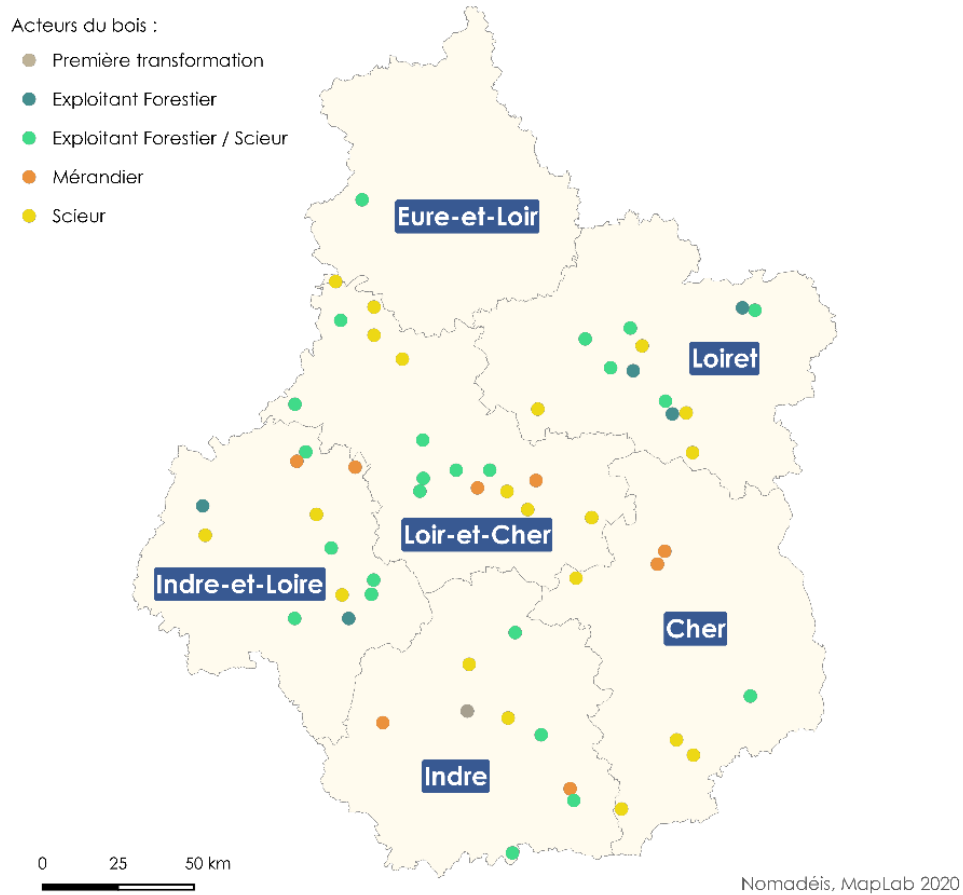 Acteurs du bois :
Première transformation
Exploitant Forestier
Exploitant Forestier / Scieur
Mérandier
Scieur
Eure-et-Loir
Loiret
Loir-et-Cher
Indre-et-Loire
Cher
Indre
0 25 50 km
Nomadéis, MapLab 2020